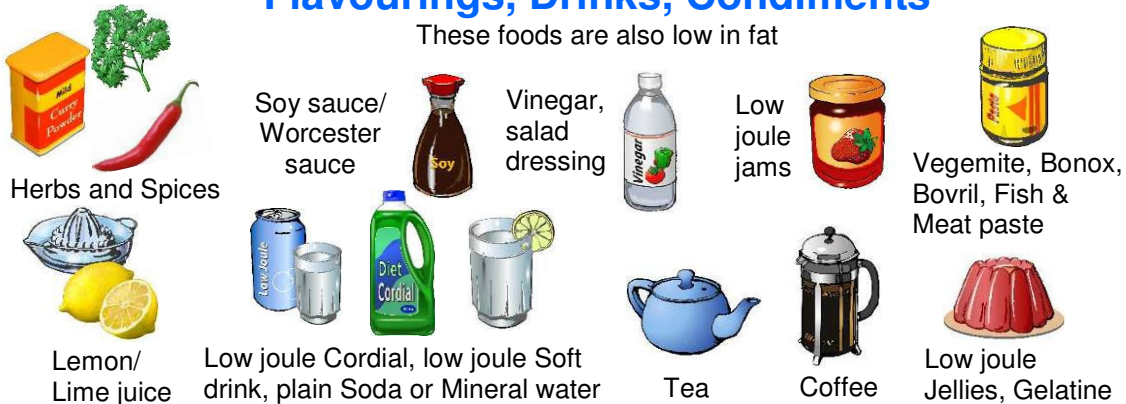 Flavourings, Drinks, Condiments
These foods are also low in fat
Mild
Curry
Powder
Herbs and Spices
Soy sauce/
Worcester
sauce
Soy
Vinegar,
salad
dressing
Vinegar
Low
joule
jams
Vegemite, Bonox,
Bovril, Fish &
Meat paste
Lemon/
Lime juice
Low Joule
Diet
Cordial
Low joule Cordial, low joule Soft
drink, plain Soda or Mineral water
Tea
Coffee
Low joule
Jellies, Gelatine